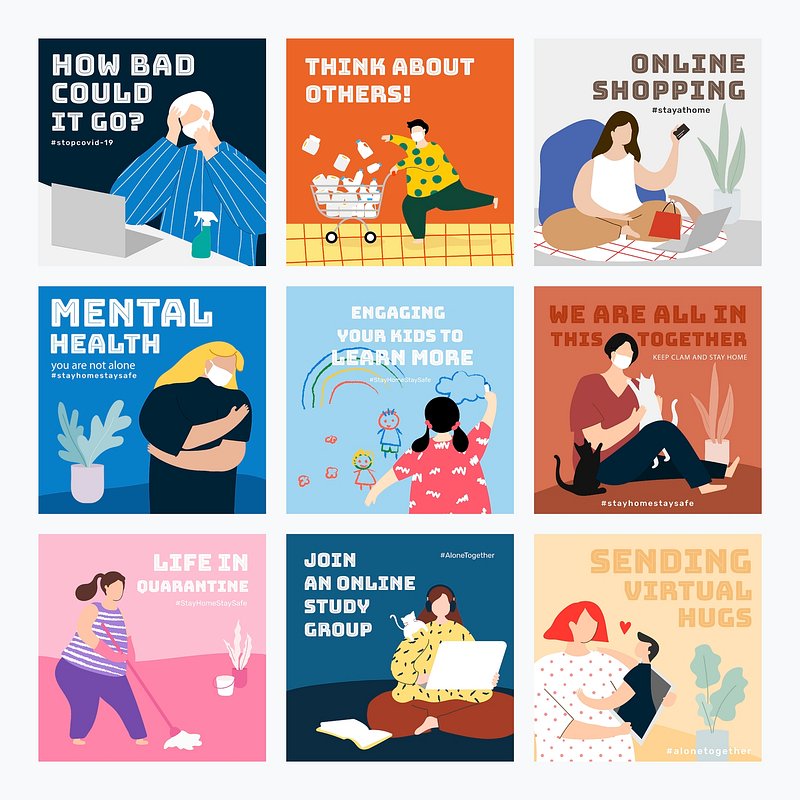 HOW BAD
COULD
IT GO?
#stopcovid-19
THINK ABOUT
OTHERS!
ONLINE
SHOPPING
#stayathome
MENTAL
HEALTH
you are not alone
#stayhomestaysafe
ENGAGING
YOUR KIDS TO
LEARN MORE
#StayHomeStaySafe
WE ARE ALL IN
THIS TOGETHER
KEEP CLAM AND STAY HOME
#stayhomestaysafe
LIFE IN
QUARANTINE
#StayHomeStaySafe
JOIN
AN ONLINE
STUDY
GROUP
#AloneTogether
SENDING
VIRTUAL
HUGS
#alonetogether